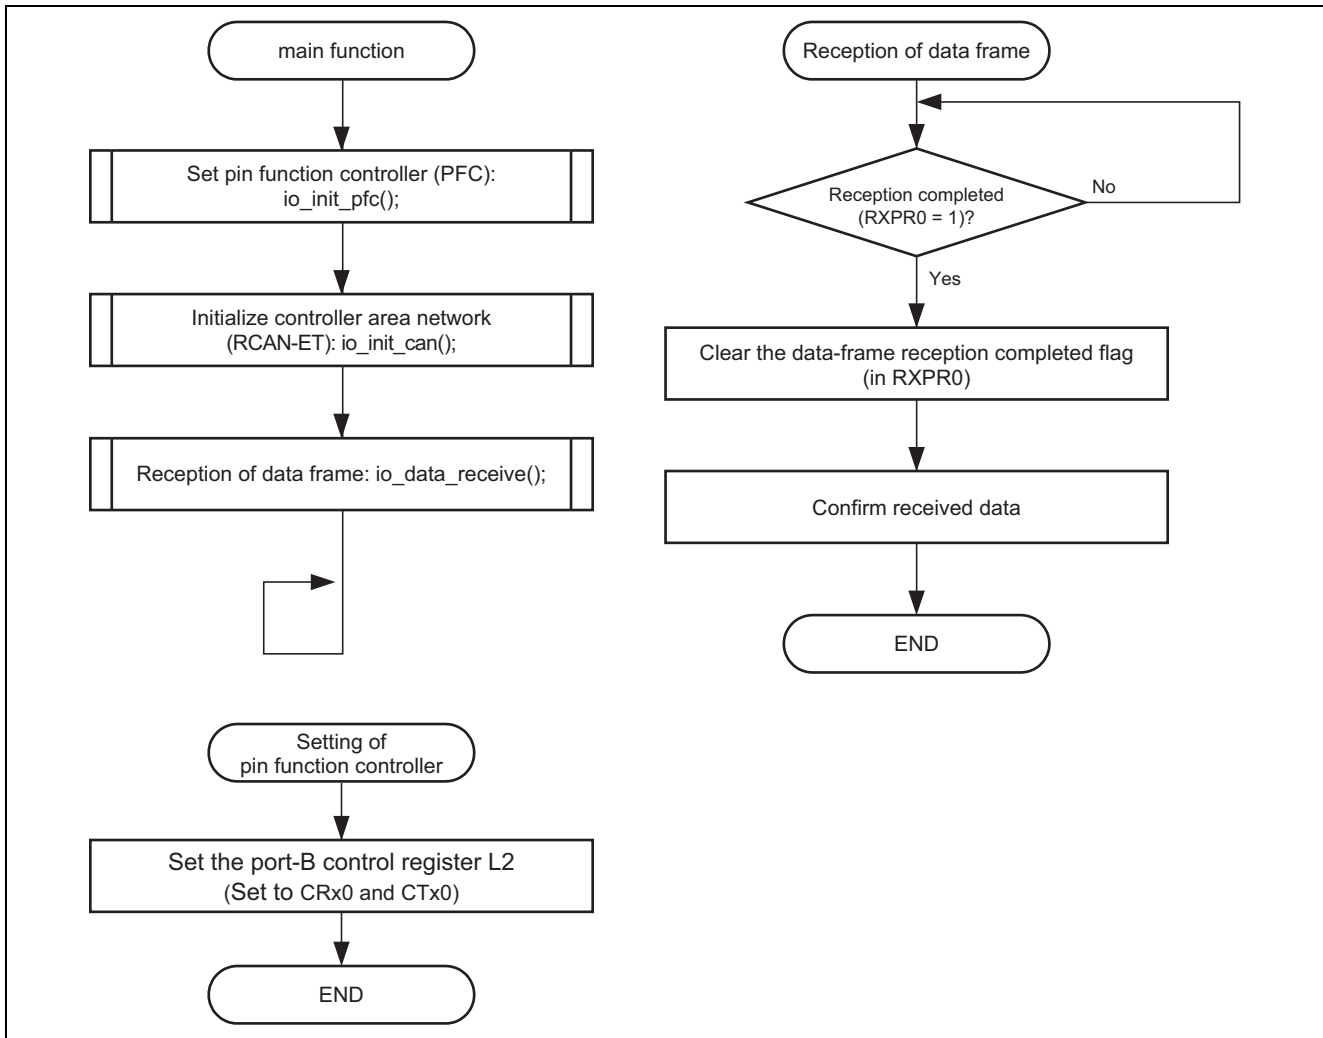 main function
Set pin function controller (PFC):
io_init_pfc();
Initialize controller area network
(RCAN-ET): io_init_can();
Reception of data frame: io_data_receive();
Setting of
pin function controller
Set the port-B control register L2
(Set to CRx0 and CTx0)
END
Reception of data frame
Reception completed
(RXPR0 = 1)?
No
Yes
Clear the data-frame reception completed flag
(in RXPR0)
Confirm received data
END